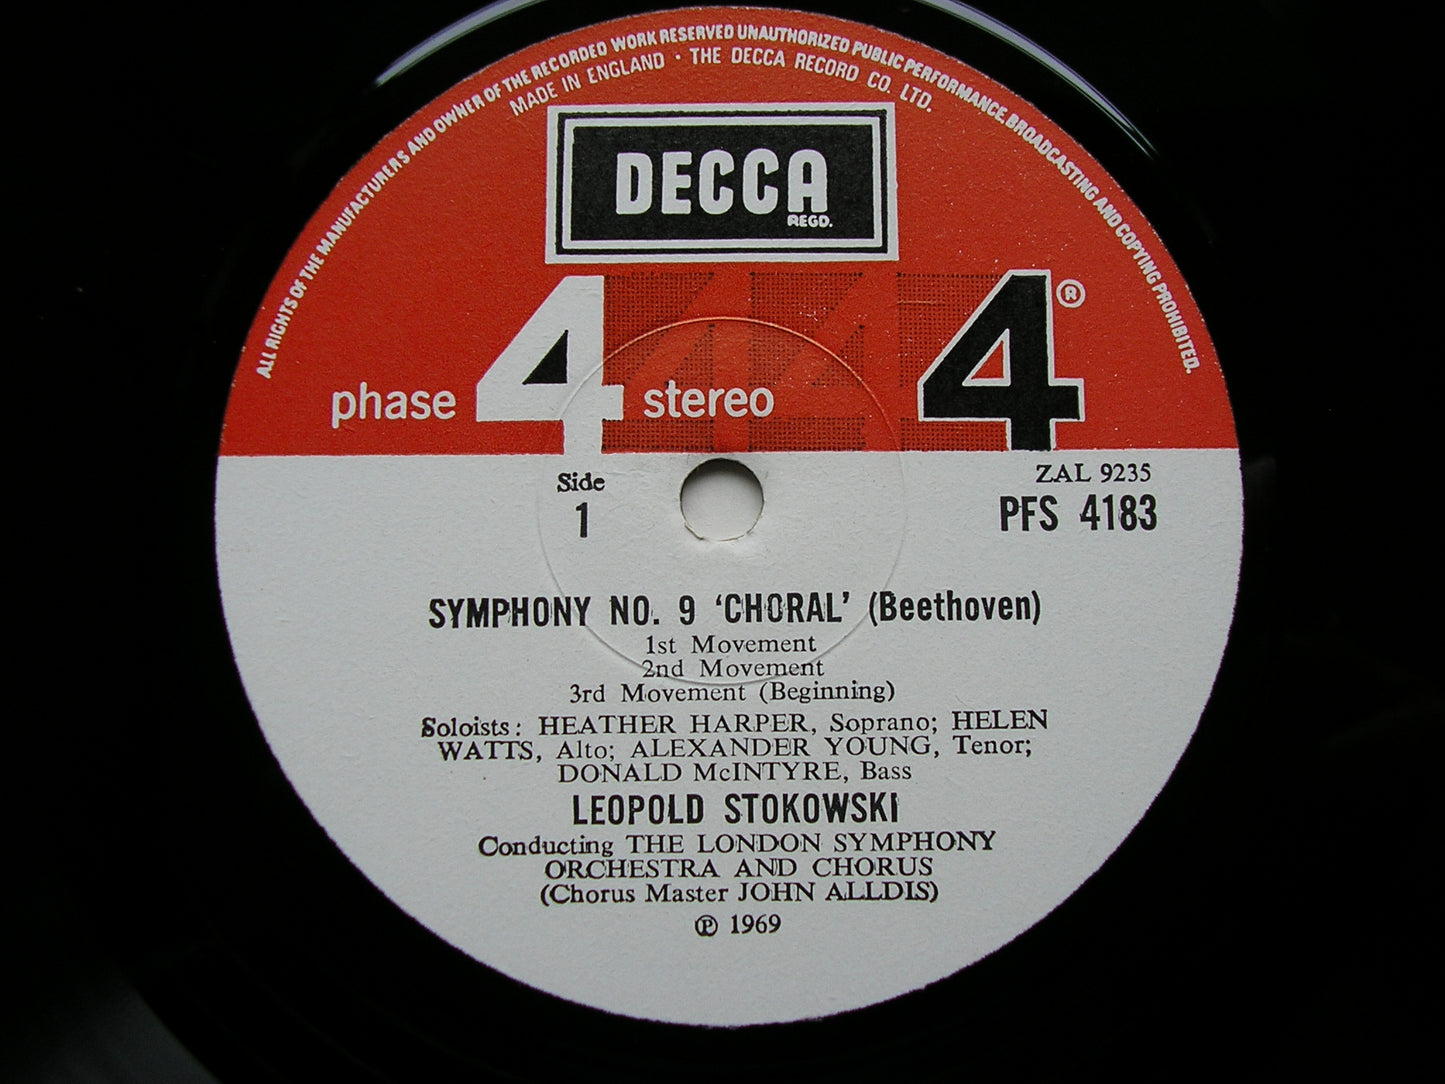 ALL RIGHTS OF THE MANUFACTURERS AND OWNER OF THE RECORDED WORK RESERVED UNAUTHORIZED PUBLIC PERFORMANCE, BROADCASTING AND COPYING PROHIBITED.
MADE IN ENGLAND · THE DECCA RECORD CO. LTD.
DECCA
REGD.
phase 4 stereo
4®
Side
1
ZAL 9235
PFS 4183
SYMPHONY NO. 9 'CHORAL' (Beethoven)
1st Movement
2nd Movement
3rd Movement (Beginning)
Soloists: HEATHER HARPER, Soprano; HELEN
WATTS, Alto; ALEXANDER YOUNG, Tenor;
DONALD McINTYRE, Bass
LEOPOLD STOKOWSKI
Conducting THE LONDON SYMPHONY
ORCHESTRA AND CHORUS
(Chorus Master JOHN ALLDIS)
℗ 1969